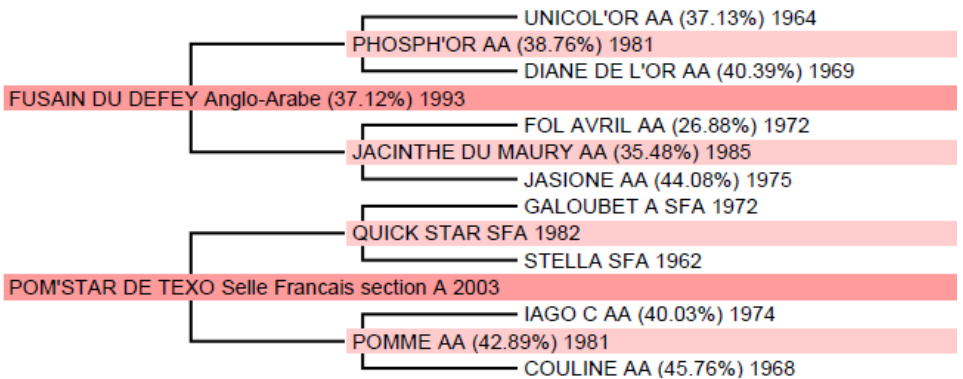 UNICOL'OR AA (37.13%) 1964
PHOSPH'OR AA (38.76%) 1981
DIANE DE L'OR AA (40.39%) 1969
FUSAIN DU DEFEY Anglo-Arabe (37.12%) 1993
FOL AVRIL AA (26.88%) 1972
JACINTHE DU MAURY AA (35.48%) 1985
JASIONE AA (44.08%) 1975
GALOUBET A SFA 1972
QUICK STAR SFA 1982
STELLA SFA 1962
POM'STAR DE TEXO Selle Francais section A 2003
IAGO C AA (40.03%) 1974
POMME AA (42.89%) 1981
COULINE AA (45.76%) 1968